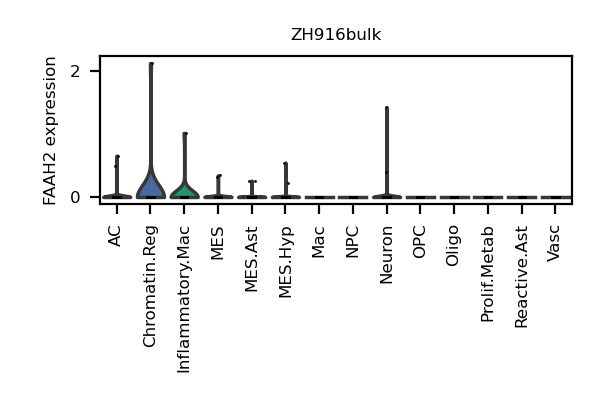 ZH916bulk
FAAH2 expression
2
0
AC
Chromatin.Reg
Inflammatory.Mac
MES
MES.Ast
MES.Hyp
Mac
NPC
Neuron
OPC
Oligo
Prolif.Metab
Reactive.Ast
Vasc